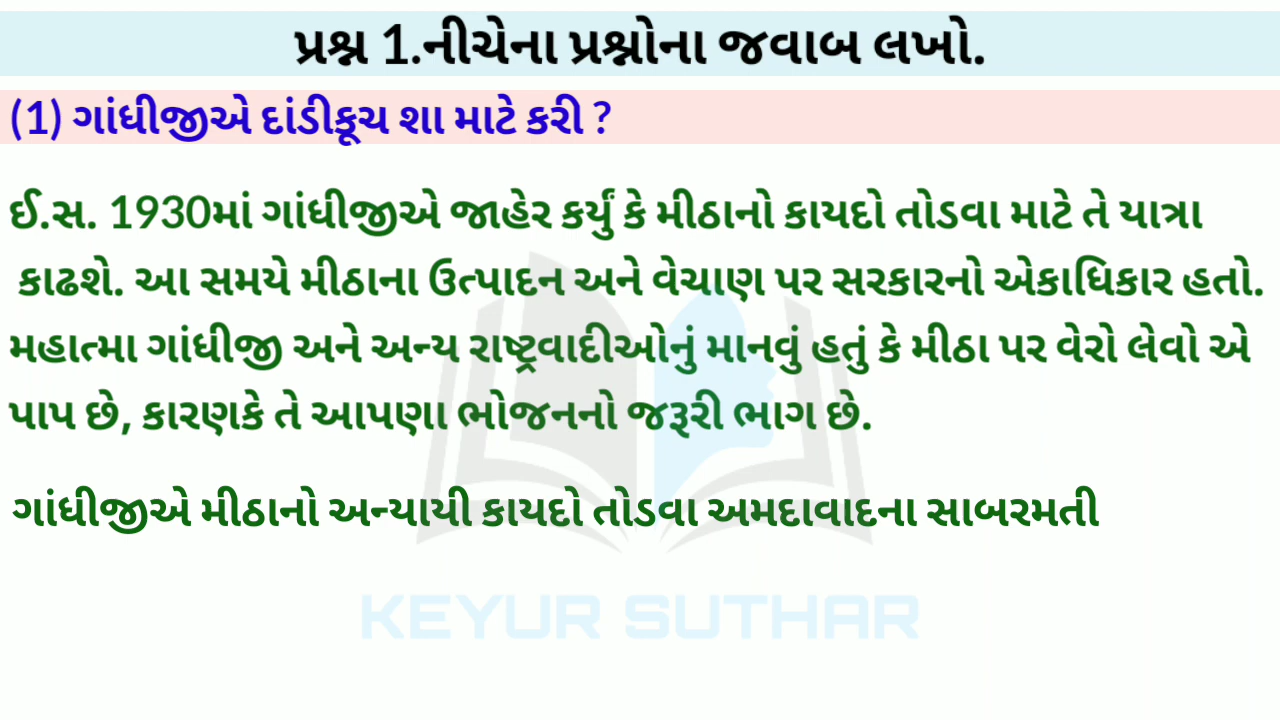 પ્રશ્ન 1.નીચેના પ્રશ્નોના જવાબ લખો.
(1) ગાંધીજીએ દાંડીકૂચ શા માટે કરી ?
ઈ.સ. 1930માં ગાંધીજીએ જાહેર કર્યું કે મીઠાનો કાયદો તોડવા માટે તે યાત્રા
કાઢશે. આ સમયે મીઠાના ઉત્પાદન અને વેચાણ પર સરકારનો એકાધિકાર હતો.
મહાત્મા ગાંધીજી અને અન્ય રાષ્ટ્રવાદીઓનું માનવું હતું કે મીઠા પર વેરો લેવો એ
પાપ છે, કારણકે તે આપણા ભોજનનો જરૂરી ભાગ છે.
ગાંધીજીએ મીઠાનો અન્યાયી કાયદો તોડવા અમદાવાદના સાબરમતી
KEYUR SUTHAR